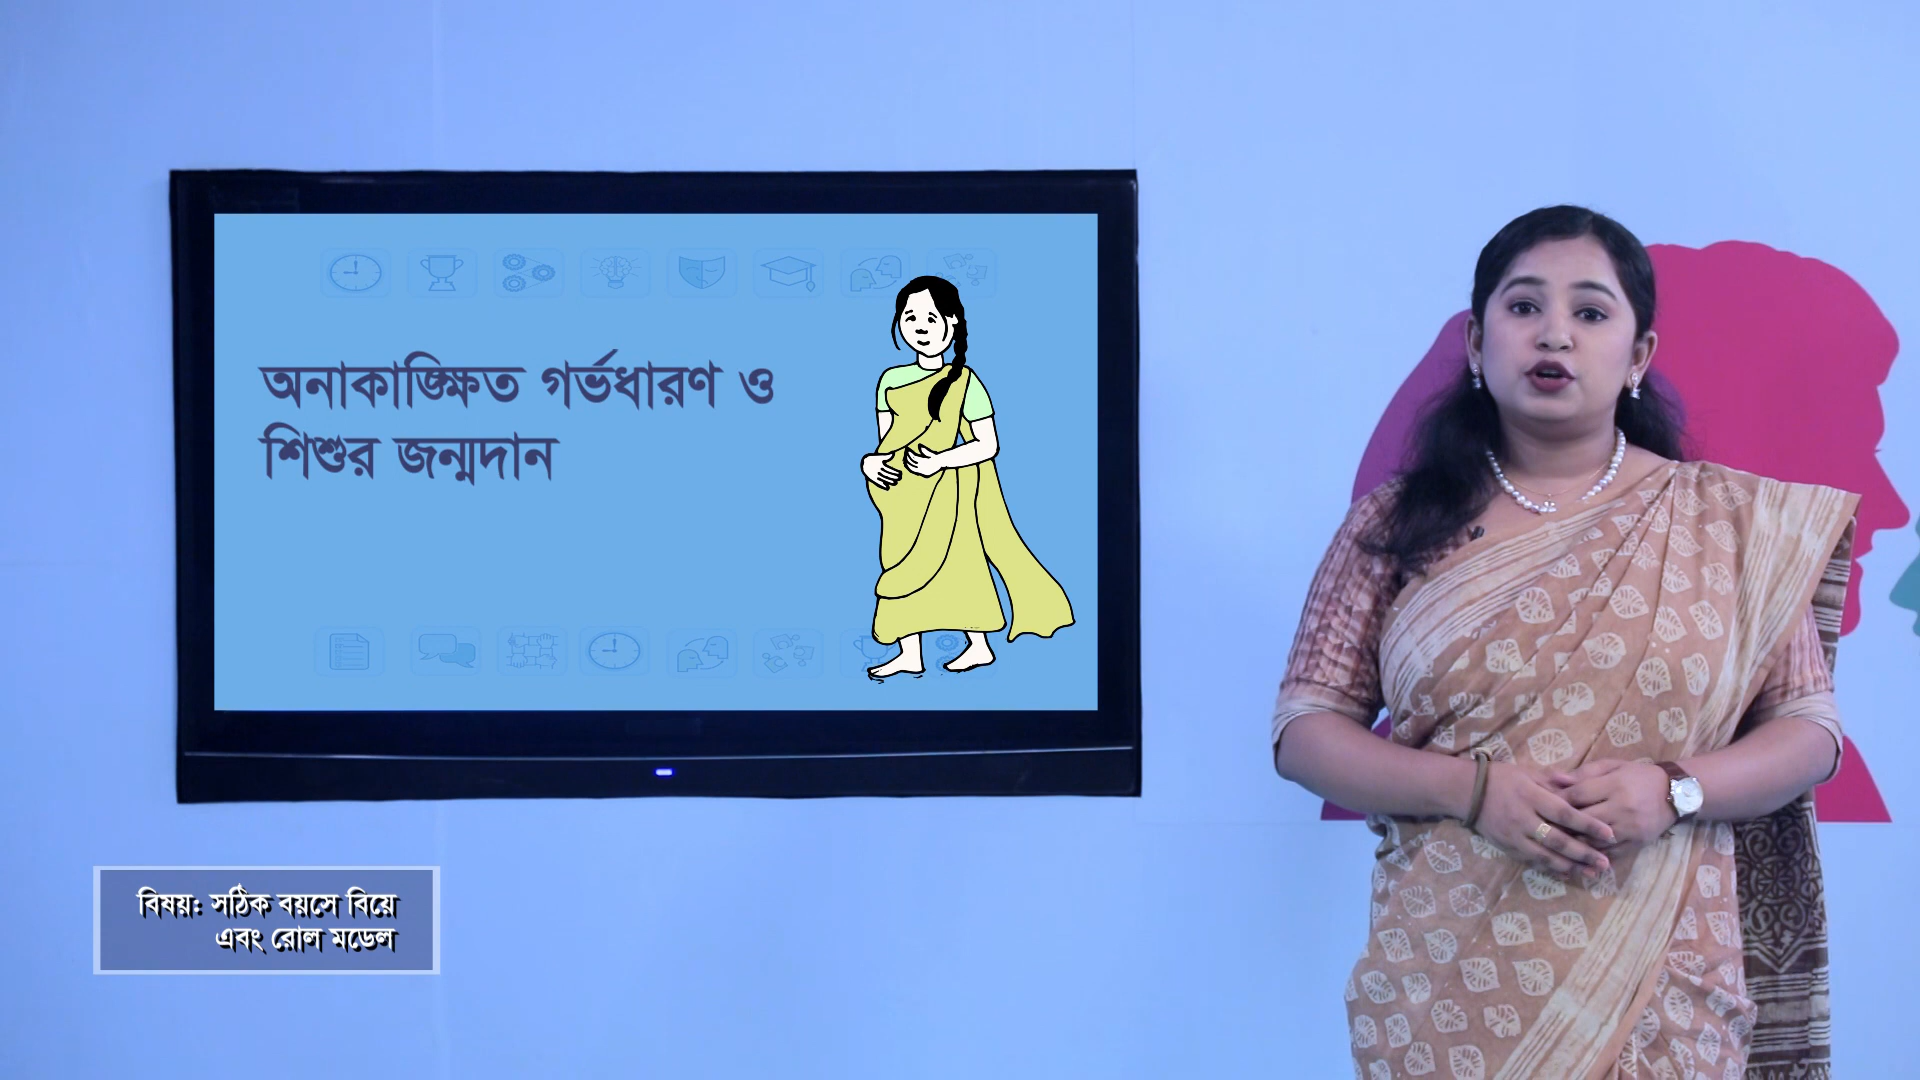 অনাকাঙ্ক্ষিত গর্ভধারণ ও
শিশুর জন্মদান
বিষয়: সঠিক বয়সে বিয়ে
এবং রোল মডেল